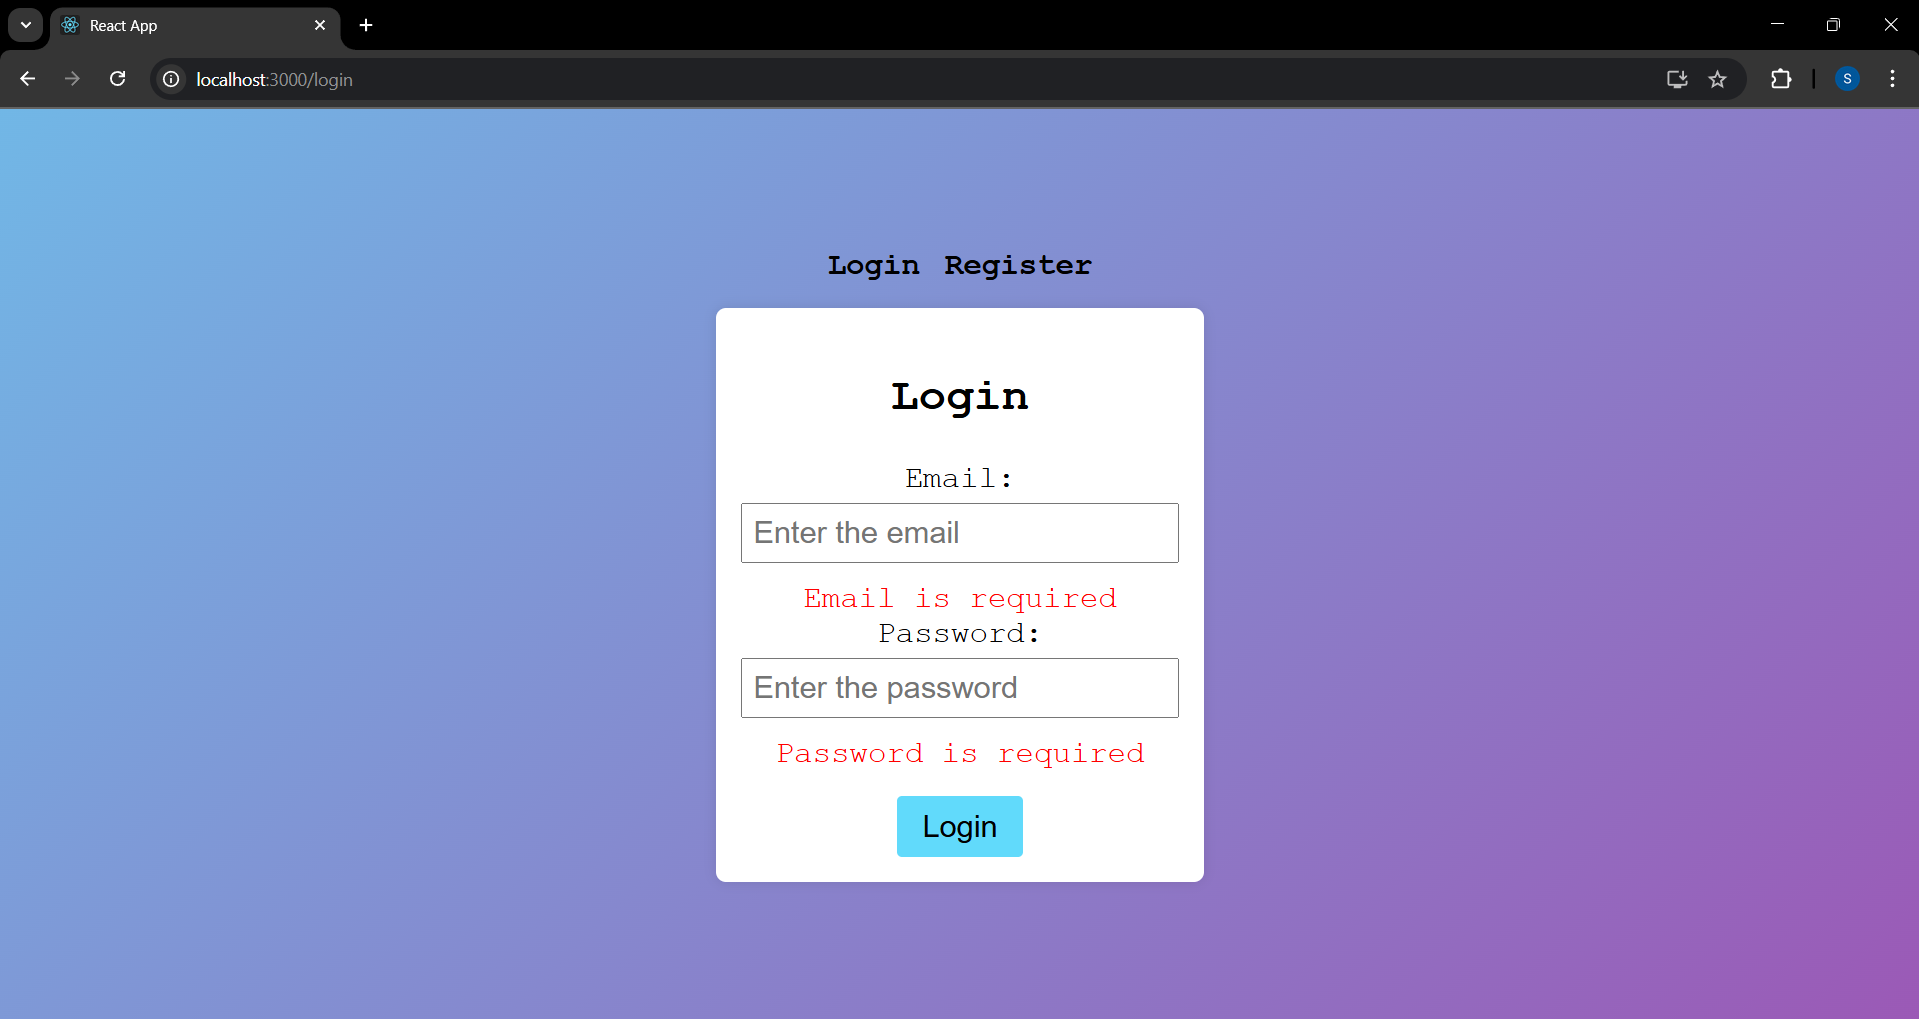 React App
localhost:3000/login
S
Login Register
Login
Email:
Enter the email
Email is required
Password:
Enter the password
Password is required
Login